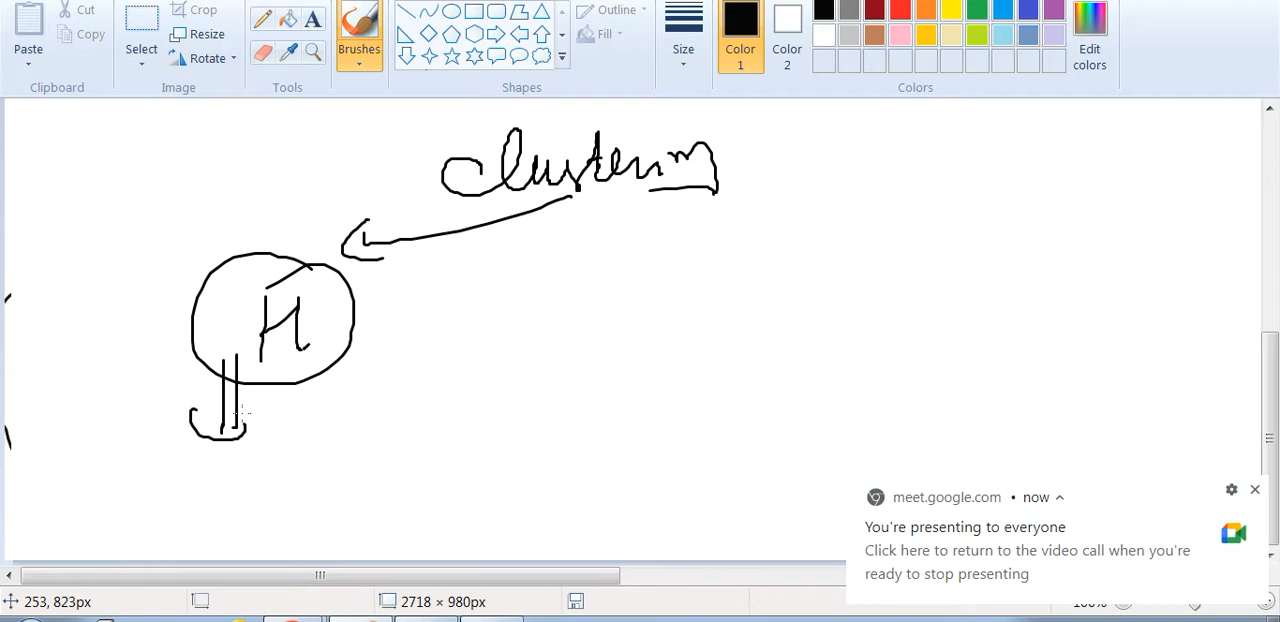 Cut
Crop
Outline
Paste
Copy
Select
Resize
Rotate
Brushes
Fill
Size
Color 1
Color 2
Edit colors
Clipboard
Image
Tools
Shapes
Colors
Clustering
H
meet.google.com • now
You're presenting to everyone
Click here to return to the video call when you're
ready to stop presenting
253, 823px
2718 × 980px
100%